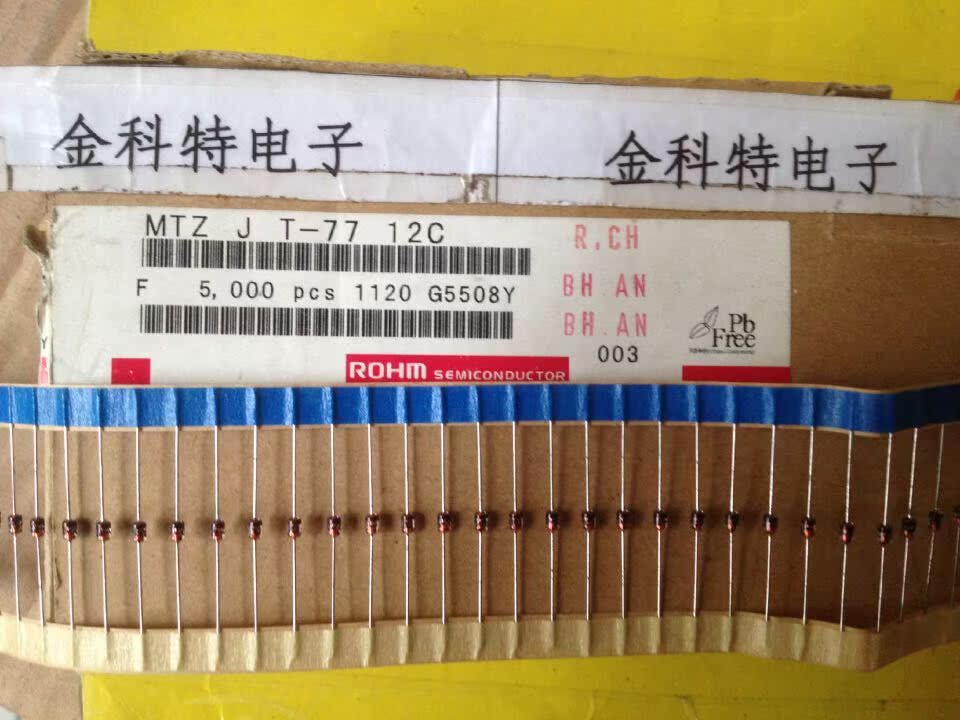 金科特电子 金科特电子
MTZ J T-77 12C R.CH
F 5,000 pcs 1120 G5508Y BH AN
BH AN
003
Pb
Free
ROHM SEMICONDUCTOR
Y